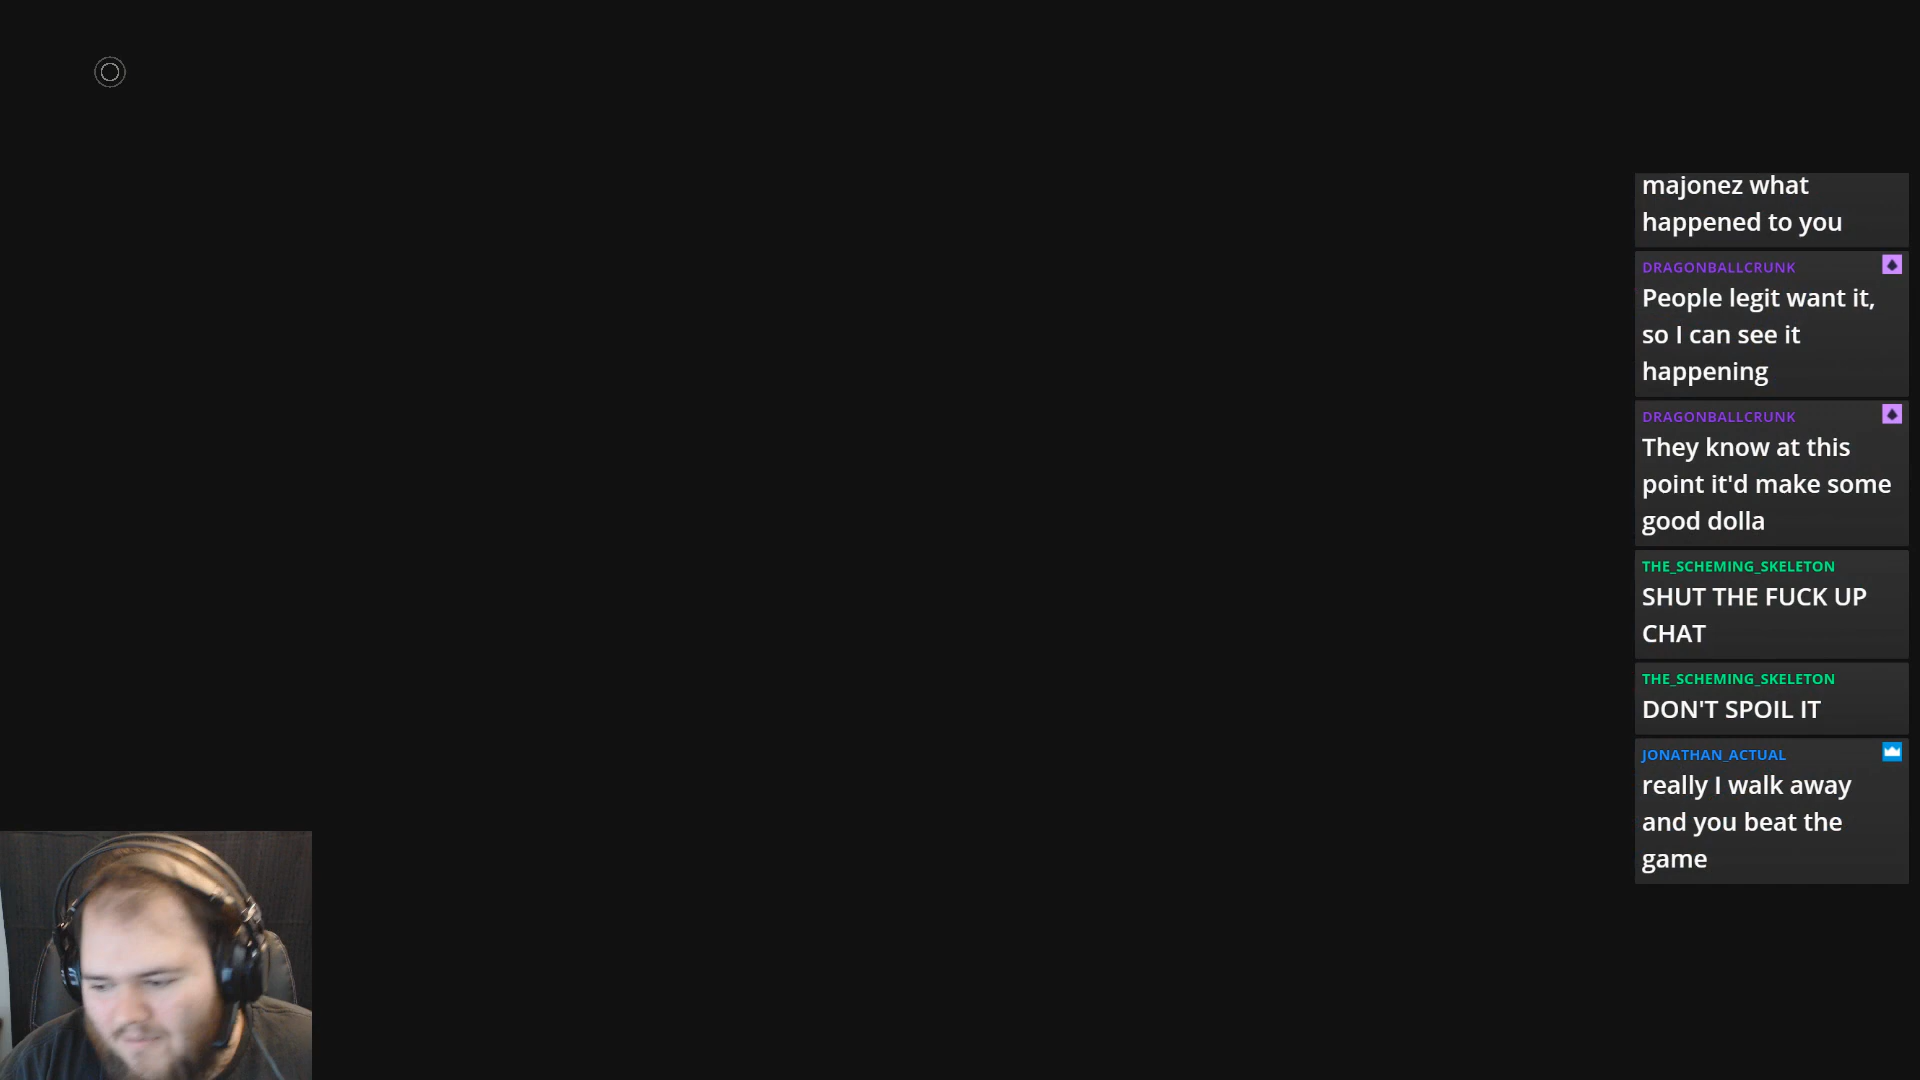 majonez what
happened to you
DRAGONBALLCRUNK
People legit want it,
so I can see it
happening
DRAGONBALLCRUNK
They know at this
point it'd make some
good dolla
THE_SCHEMING_SKELETON
SHUT THE FUCK UP
CHAT
THE_SCHEMING_SKELETON
DON'T SPOIL IT
JONATHAN_ACTUAL
really I walk away
and you beat the
game